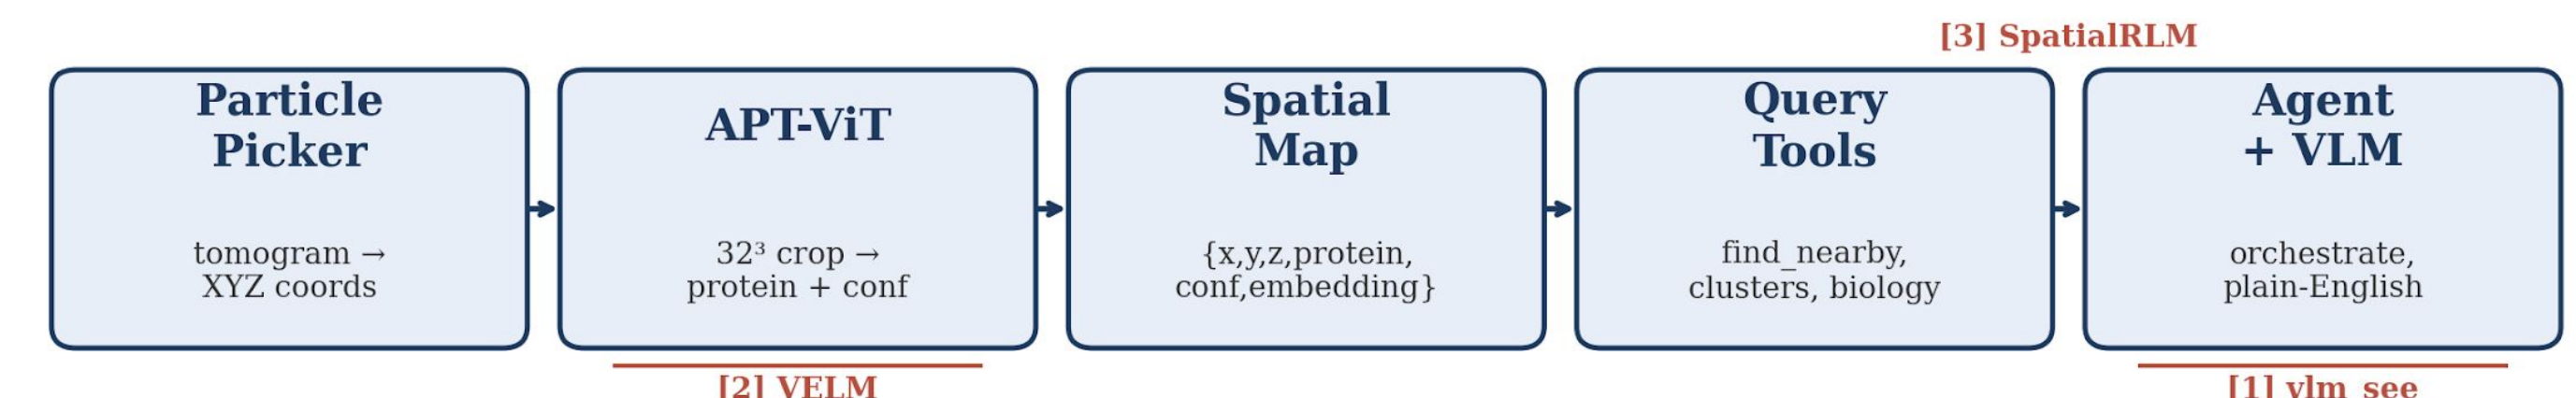 [3] SpatialRLM
Particle
Picker
tomogram →
XYZ coords
APT-ViT
32³ crop →
protein + conf
[2] VELM
Spatial
Map
{x,y,z,protein,
conf,embedding}
Query
Tools
find_nearby,
clusters, biology
Agent
+ VLM
orchestrate,
plain-English
[1] vlm_see